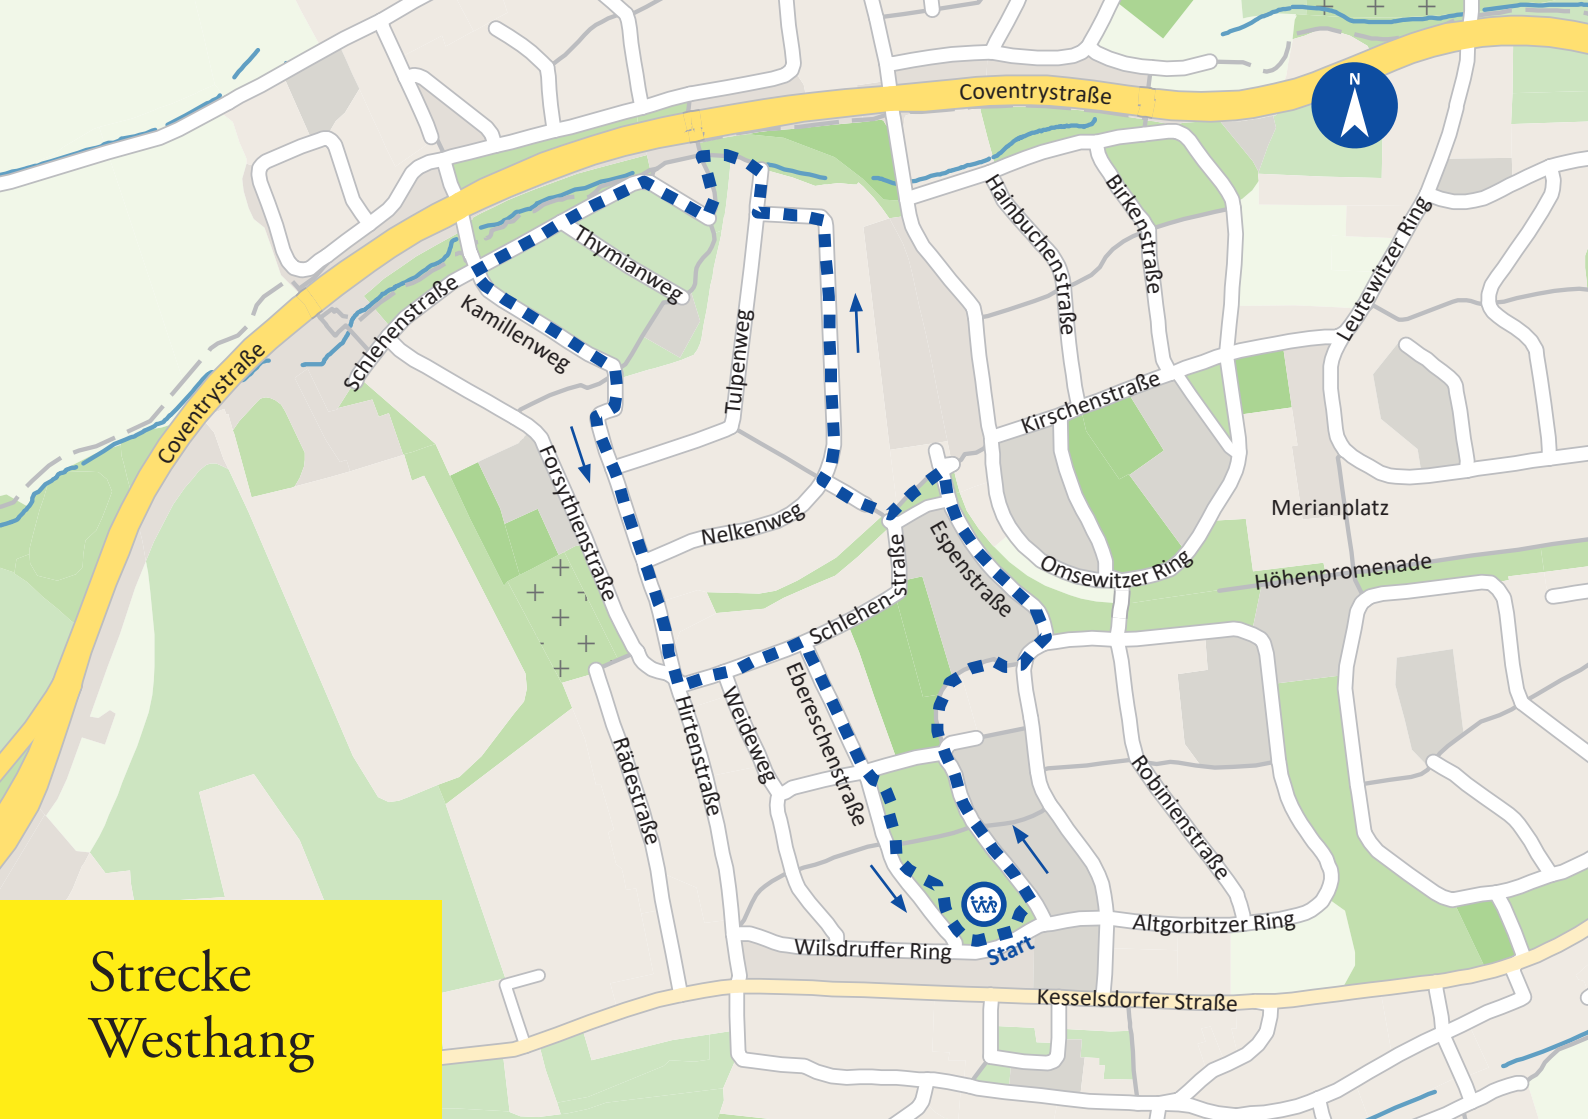 Coventrystraße
N
Hainbuchenstraße
Birkenstraße
Leutewitzer Ring
Thymianweg
Schlehenstraße
Kamillenweg
Tulpenweg
Coventrystraße
Kirschenstraße
Forsythienstraße
Nelkenweg
Merianplatz
Espenstraße
Omsewitzer Ring
Höhenpromenade
Schlehen-straße
Ebereschenstraße
Weideweg
Hirtenstraße
Rädestraße
Robinienstraße
Altgorbitzer Ring
Wilsdruffer Ring
Start
Kesselsdorfer Straße
Strecke
Westhang